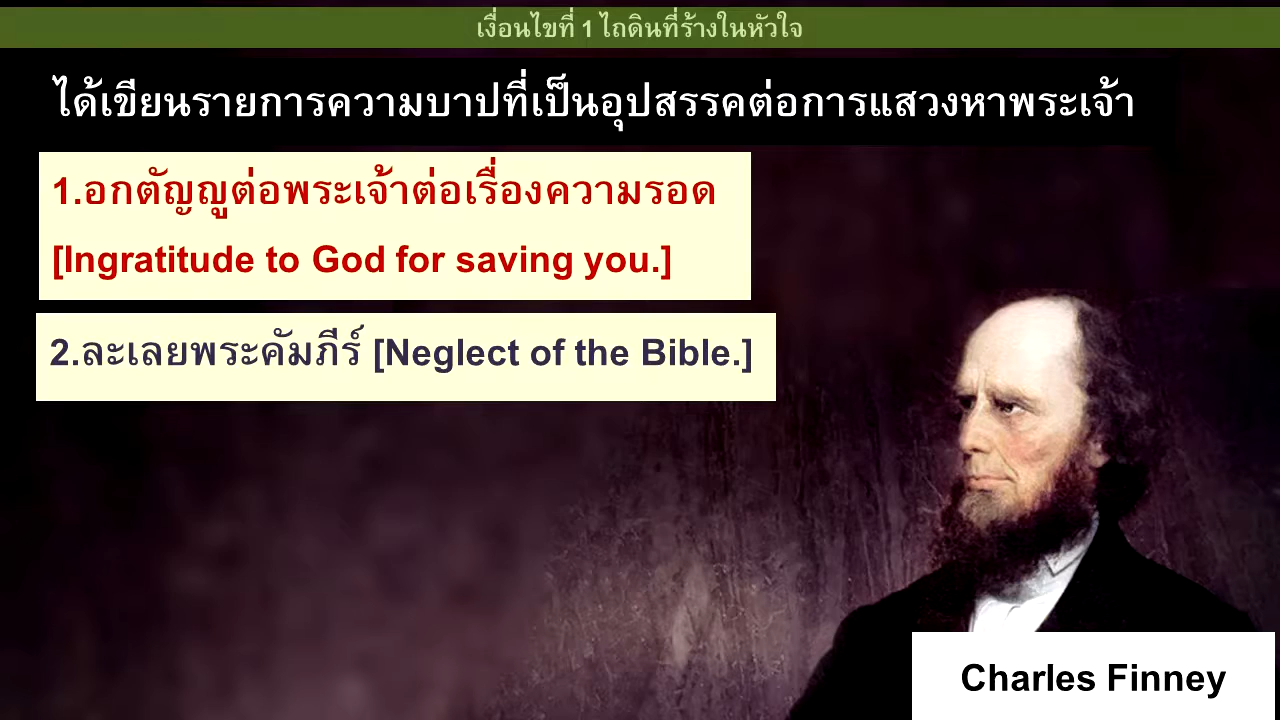 เงื่อนไขที่ 1 ไถดินที่ร้างในหัวใจ
ได้เขียนรายการความบาปที่เป็นอุปสรรคต่อการแสวงหาพระเจ้า
1.อกตัญญูต่อพระเจ้าต่อเรื่องความรอด
[Ingratitude to God for saving you.]
2.ละเลยพระคัมภีร์ [Neglect of the Bible.]
Charles Finney